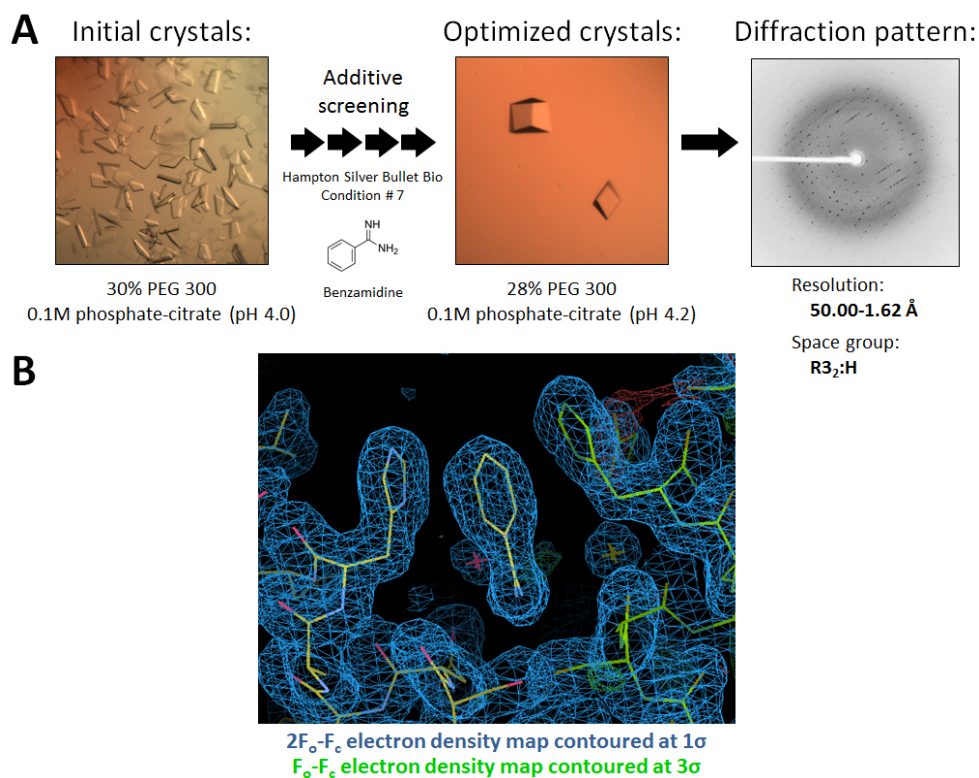 A
Initial crystals:
Optimized crystals:
Diffraction pattern:
Additive
screening
Hampton Silver Bullet Bio
Condition # 7
NH
NH₂
Benzamidine
30% PEG 300
0.1M phosphate-citrate (pH 4.0)
28% PEG 300
0.1M phosphate-citrate (pH 4.2)
Resolution:
50.00-1.62 Å
Space group:
R3₂:H
B
2Fₒ-F꜀ electron density map contoured at 1σ
Fₒ-F꜀ electron density map contoured at 3σ